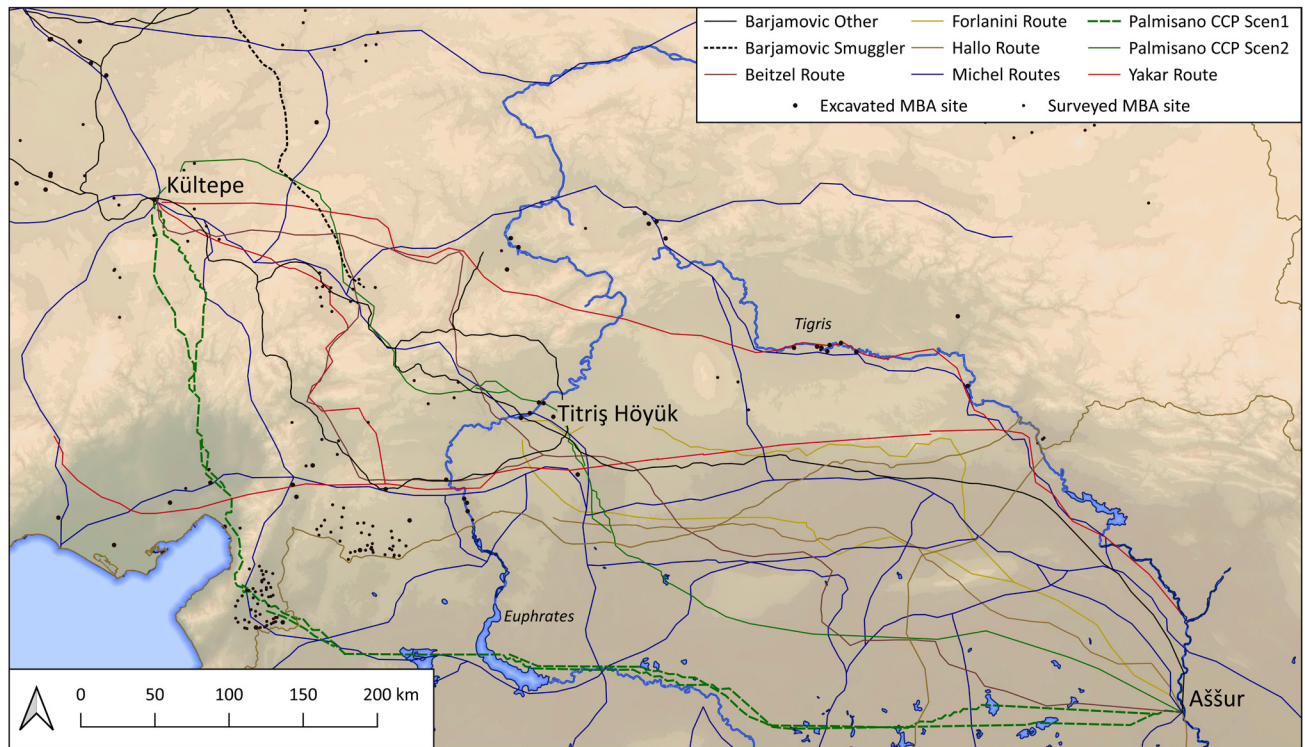 Barjamovic Other
Forlanini Route
Palmisano CCP Scen1
Barjamovic Smuggler
Hallo Route
Palmisano CCP Scen2
Beitzel Route
Michel Routes
Yakar Route
Excavated MBA site
Surveyed MBA site
Kültepe
Tigris
Titriş Höyük
Euphrates
Aššur
0 50 100 150 200 km